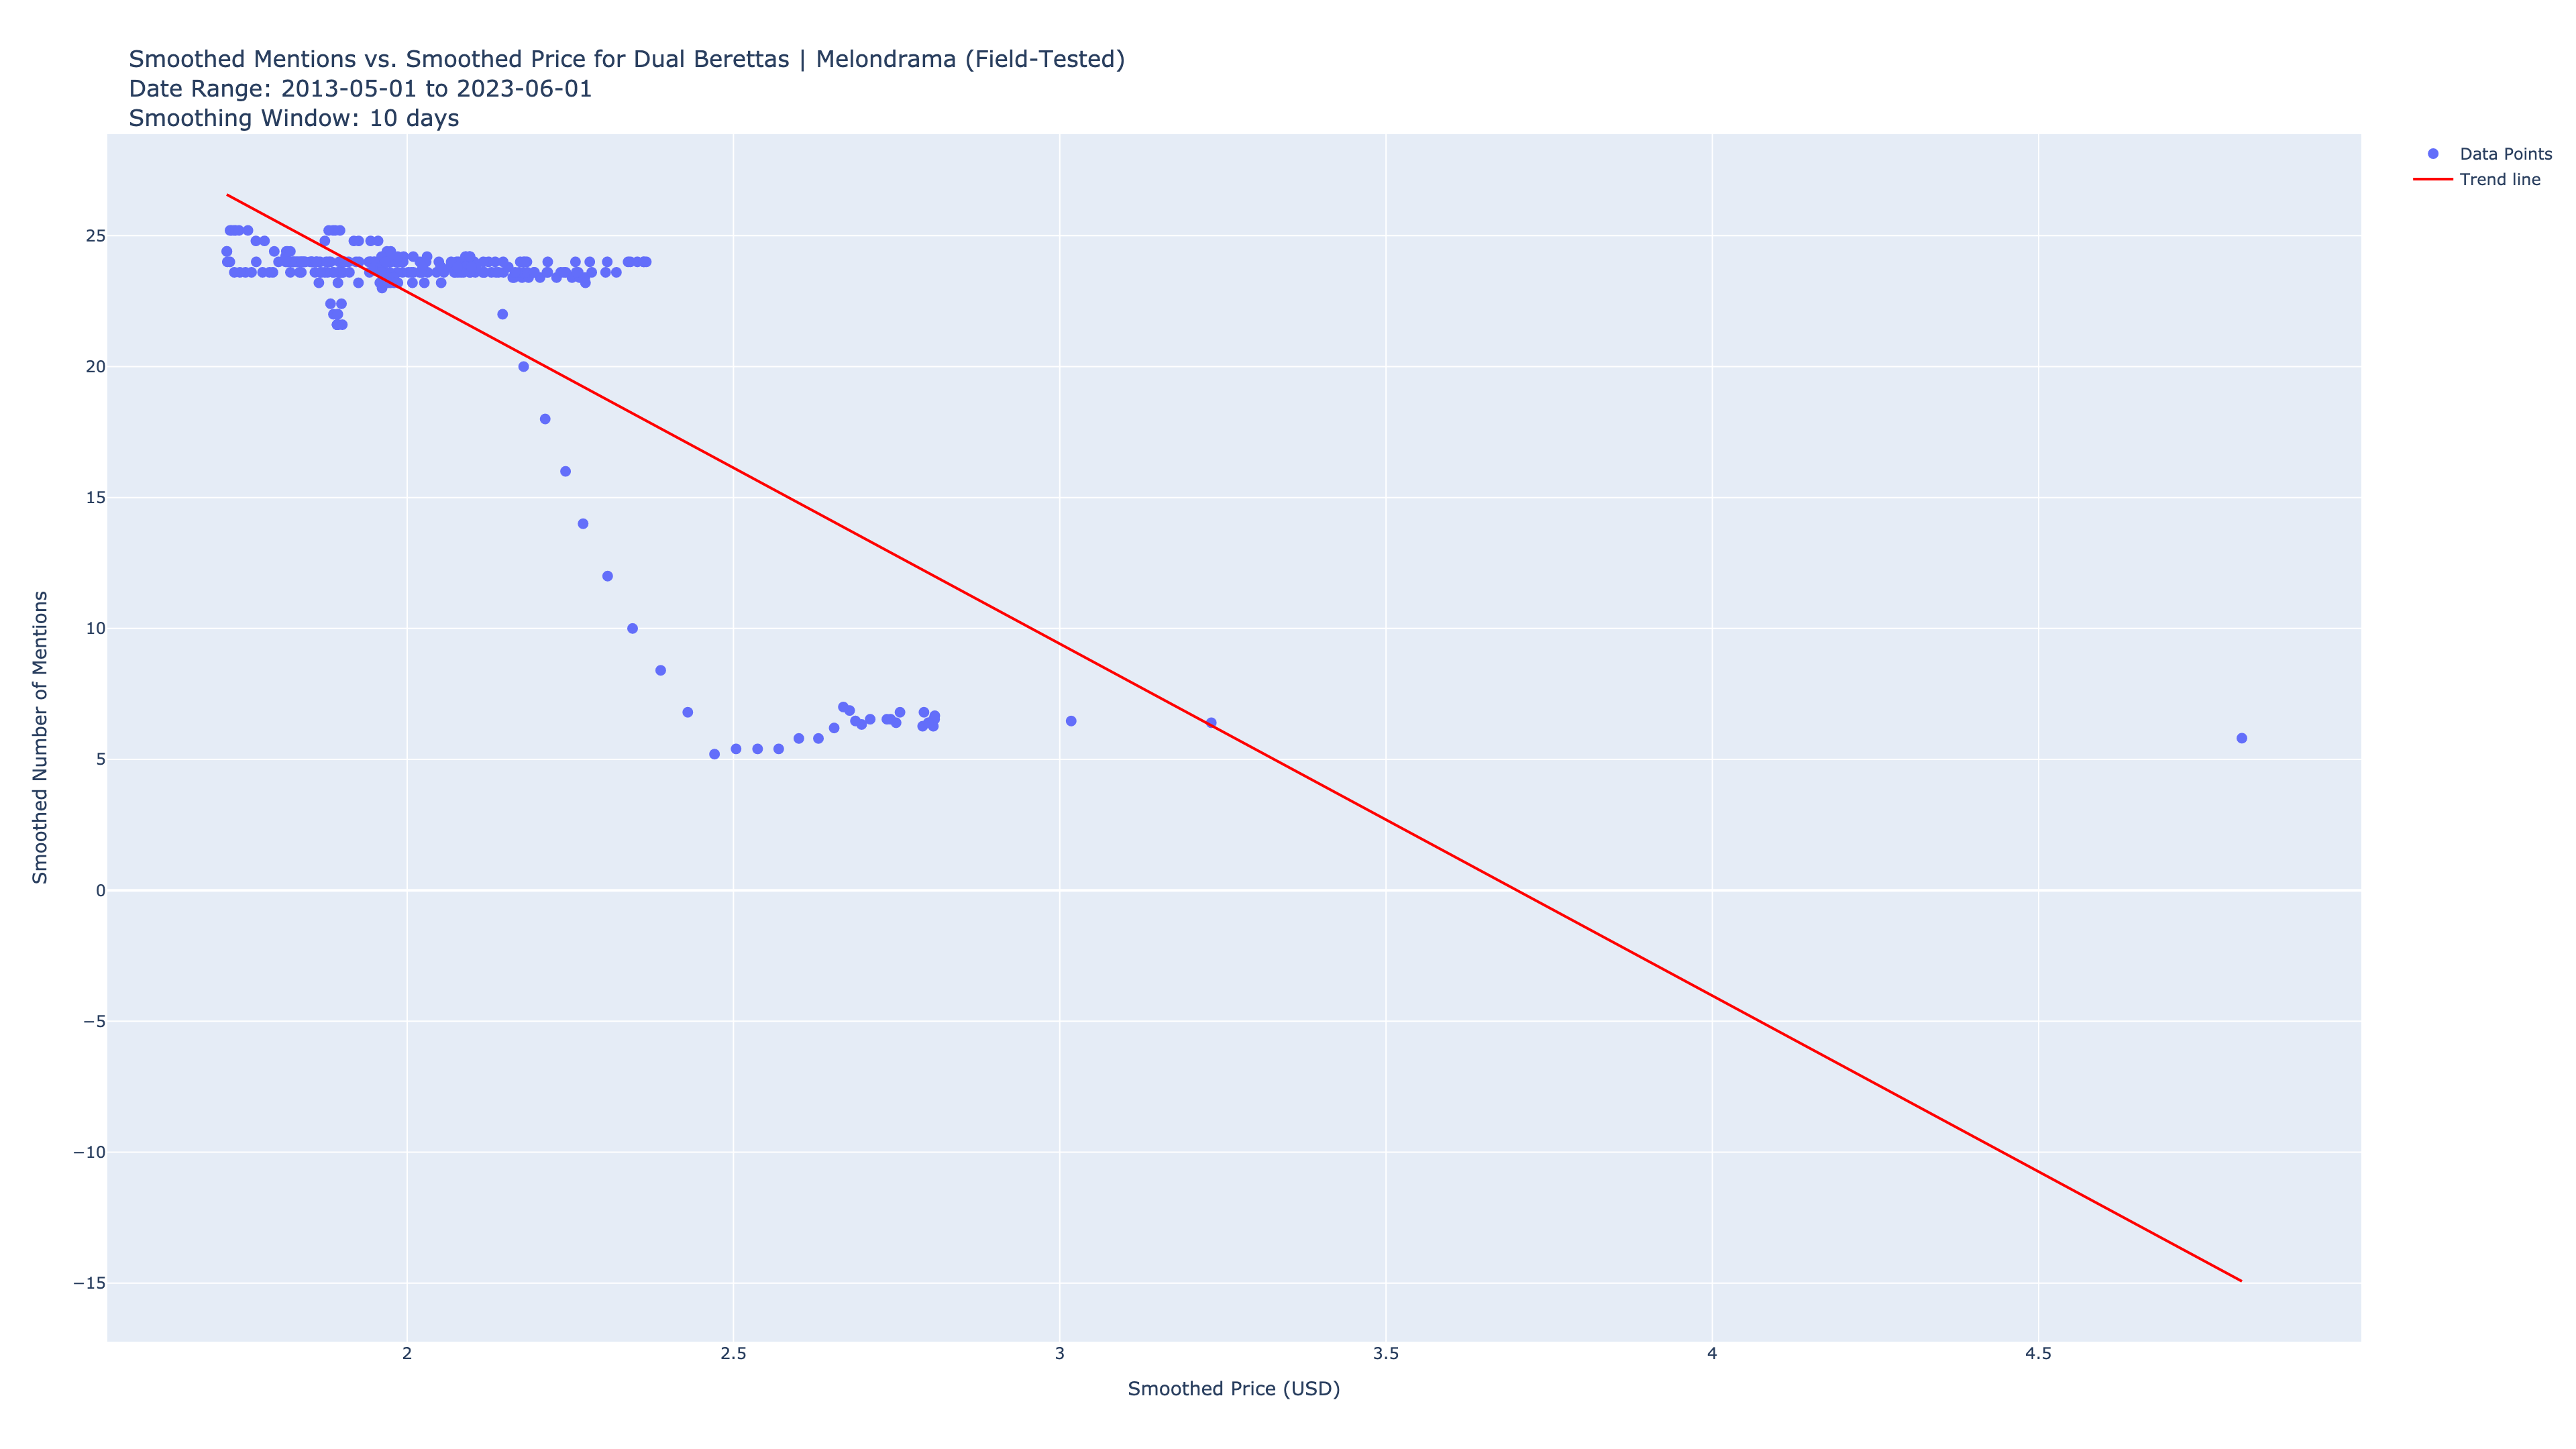 Smoothed Mentions vs. Smoothed Price for Dual Berettas | Melondrama (Field-Tested)
Date Range: 2013-05-01 to 2023-06-01
Smoothing Window: 10 days
Data Points
Trend line
Smoothed Number of Mentions
25
20
15
10
5
0
−5
−10
−15
2
2.5
3
3.5
4
4.5
Smoothed Price (USD)